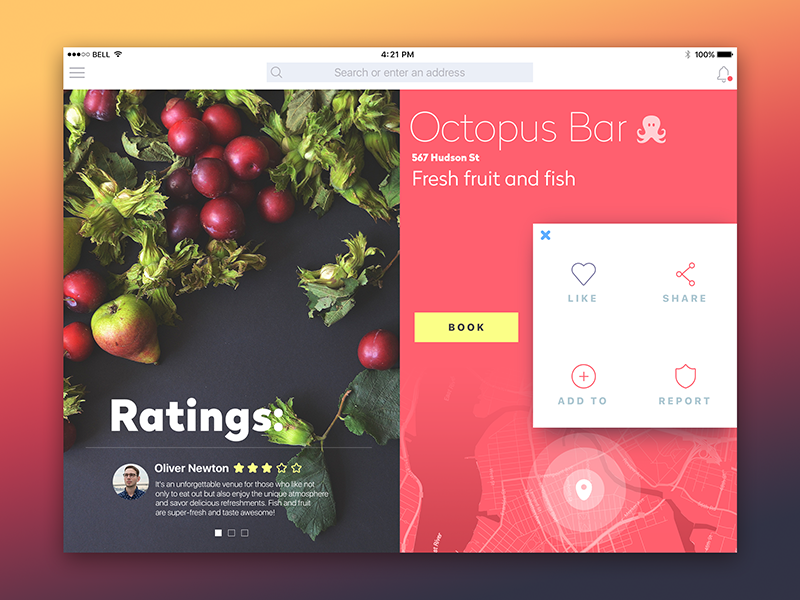 BELL
4:21 PM
100%
Search or enter an address
Octopus Bar
567 Hudson St
Fresh fruit and fish
LIKE
SHARE
BOOK
ADD TO
REPORT
Ratings:
Oliver Newton
It's an unforgettable venue for those who like not
only to eat out but also enjoy the unique atmosphere
and savor delicious refreshments. Fish and fruit
are super-fresh and taste awesome!